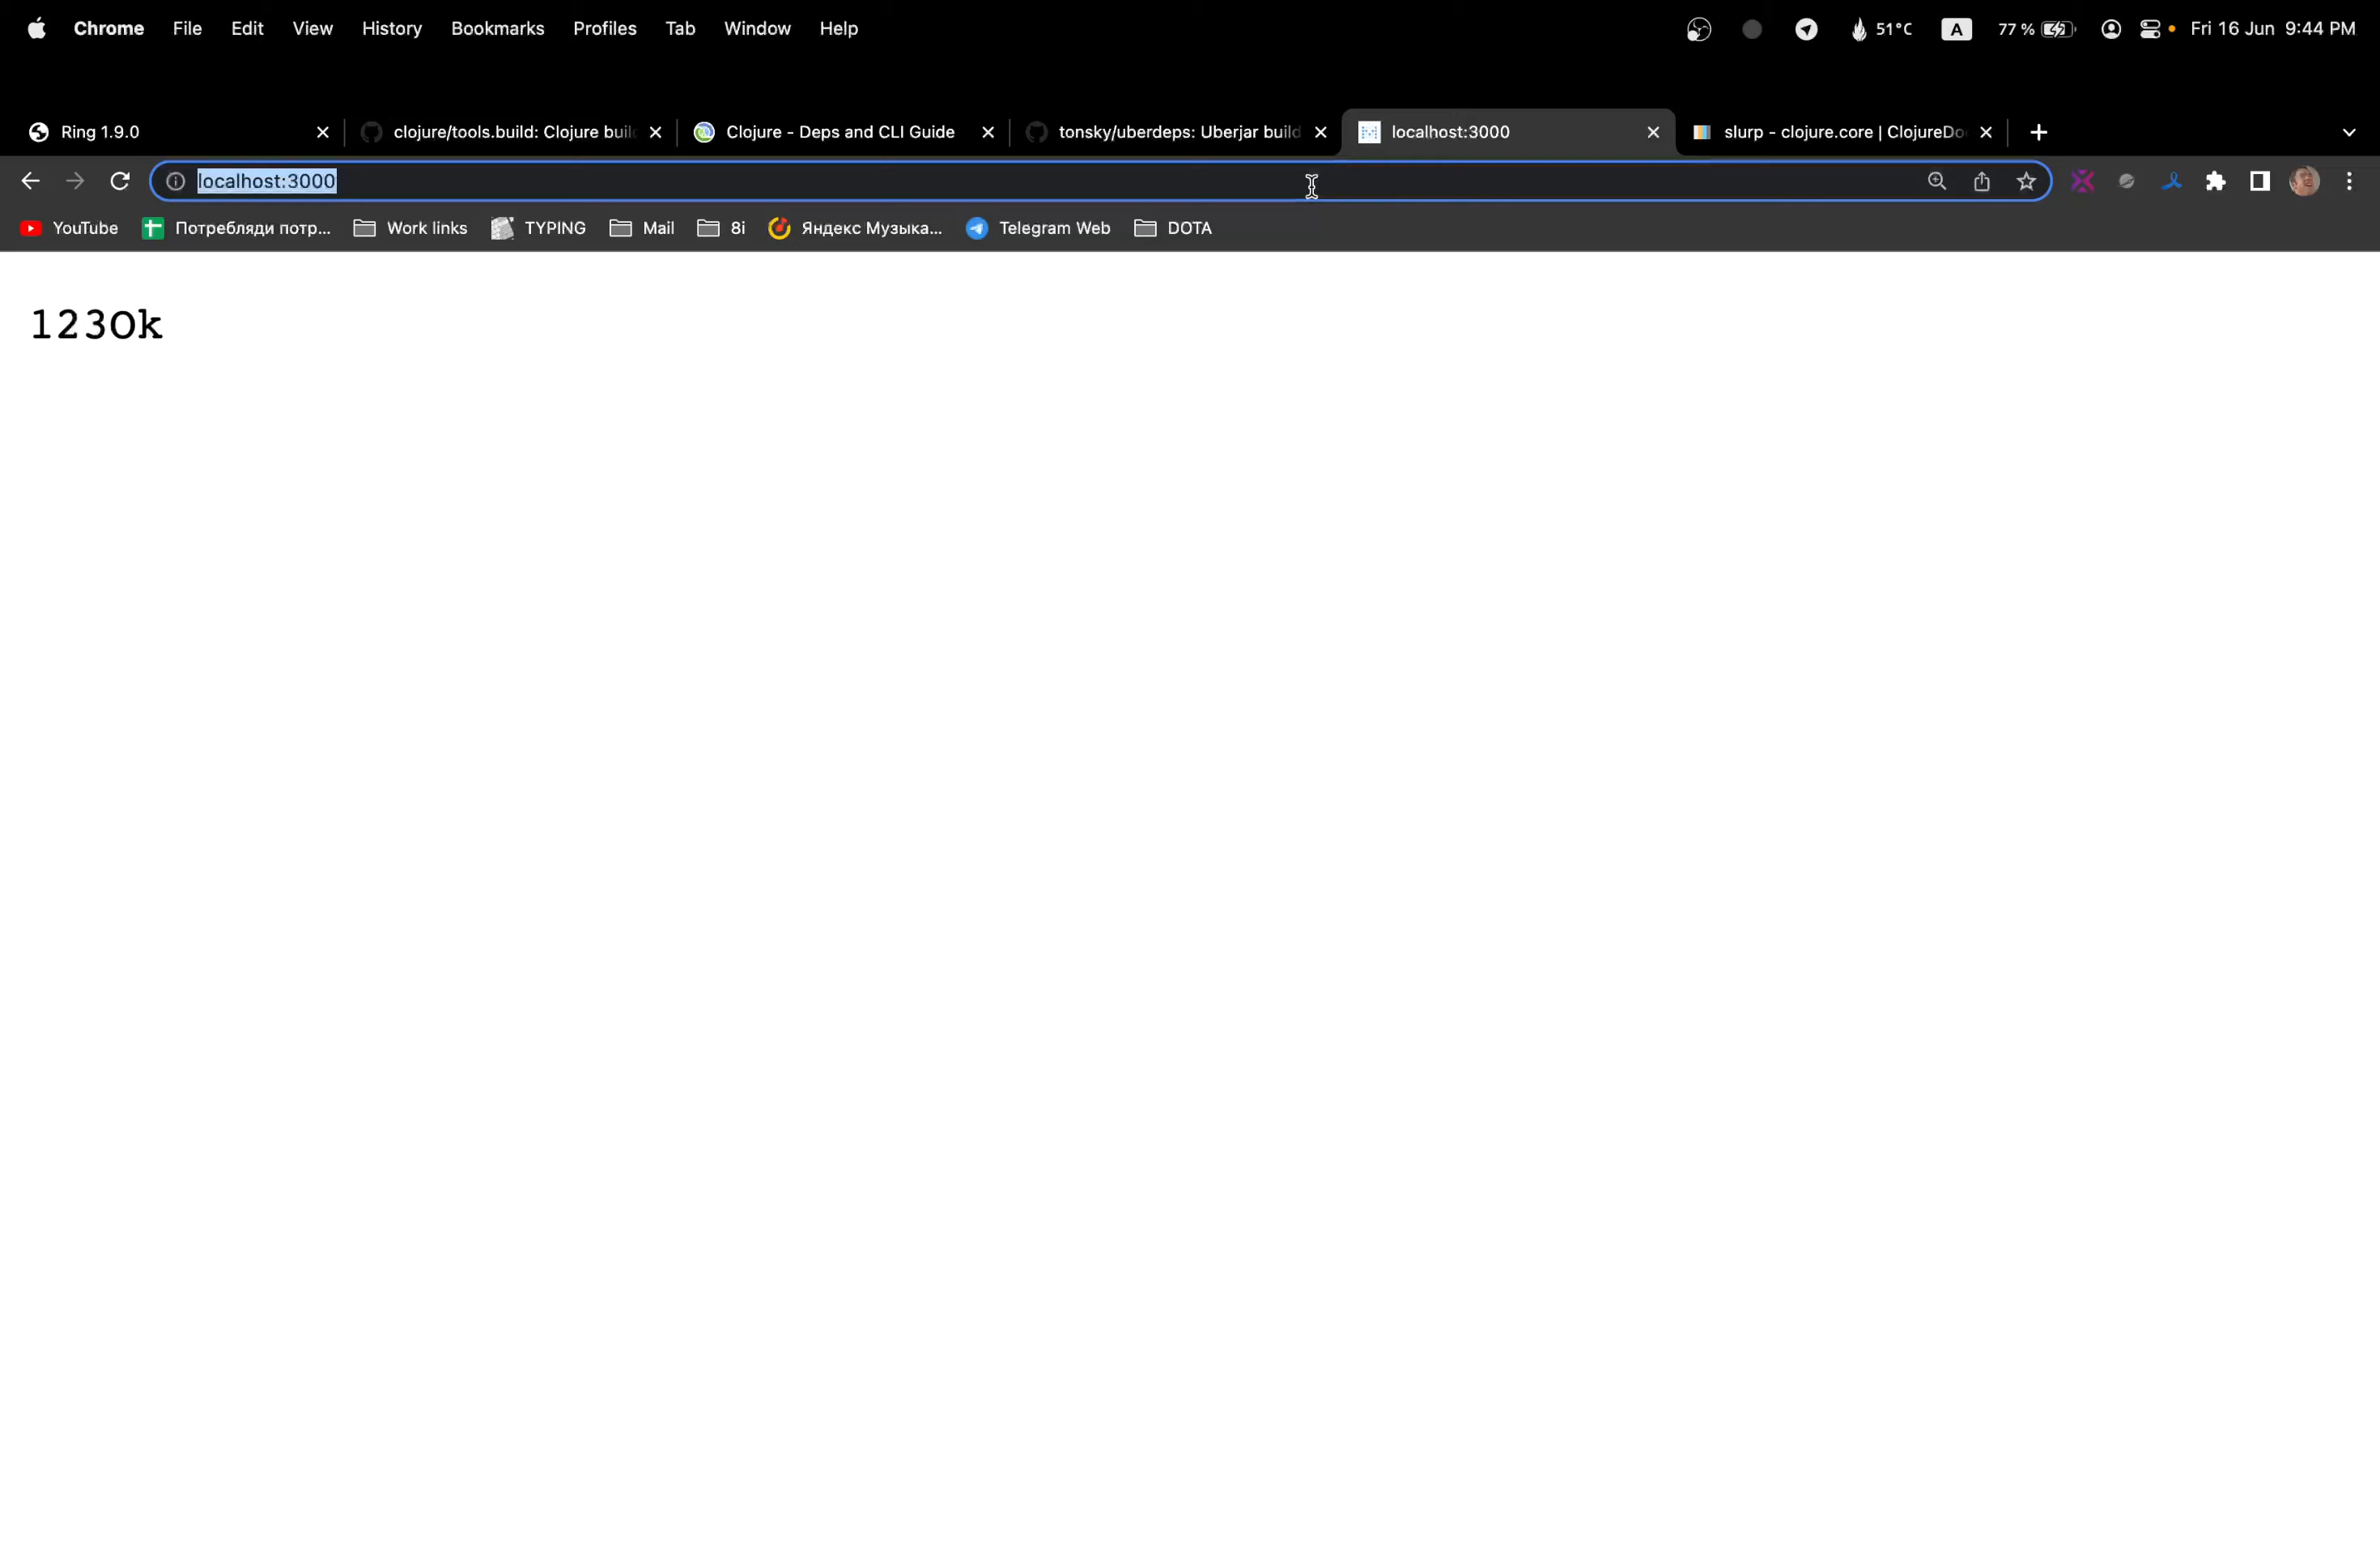 Chrome File Edit View History Bookmarks Profiles Tab Window Help 51°C A 77 % Fri 16 Jun 9:44 PM
Ring 1.9.0 clojure/tools.build: Clojure buil Clojure - Deps and CLI Guide tonsky/uberdeps: Uberjar build localhost:3000 slurp - clojure.core | ClojureDo
localhost:3000
YouTube Потребляди потр... Work links TYPING Mail 8i Яндекс Музыка... Telegram Web DOTA
123Ok